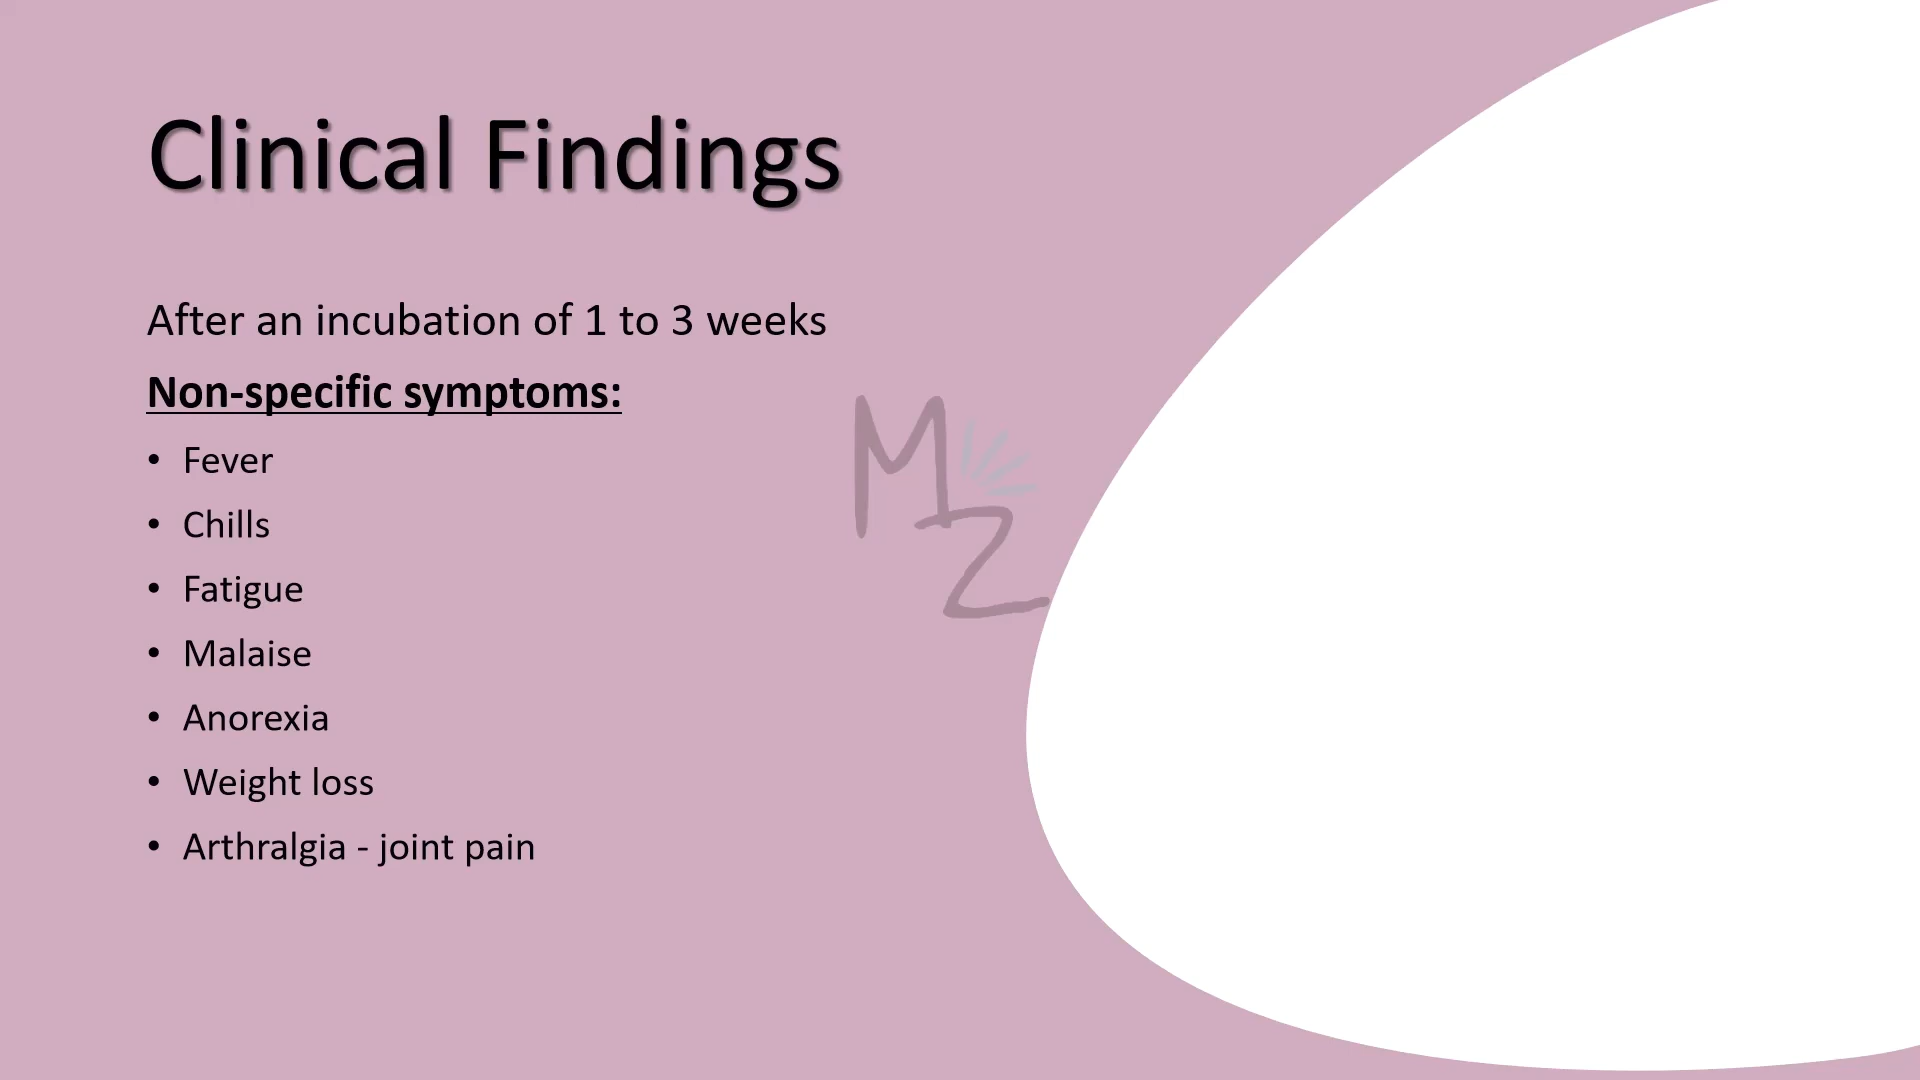 Clinical Findings
After an incubation of 1 to 3 weeks
Non-specific symptoms:
• Fever
• Chills
• Fatigue
• Malaise
• Anorexia
• Weight loss
• Arthralgia - joint pain
MZ